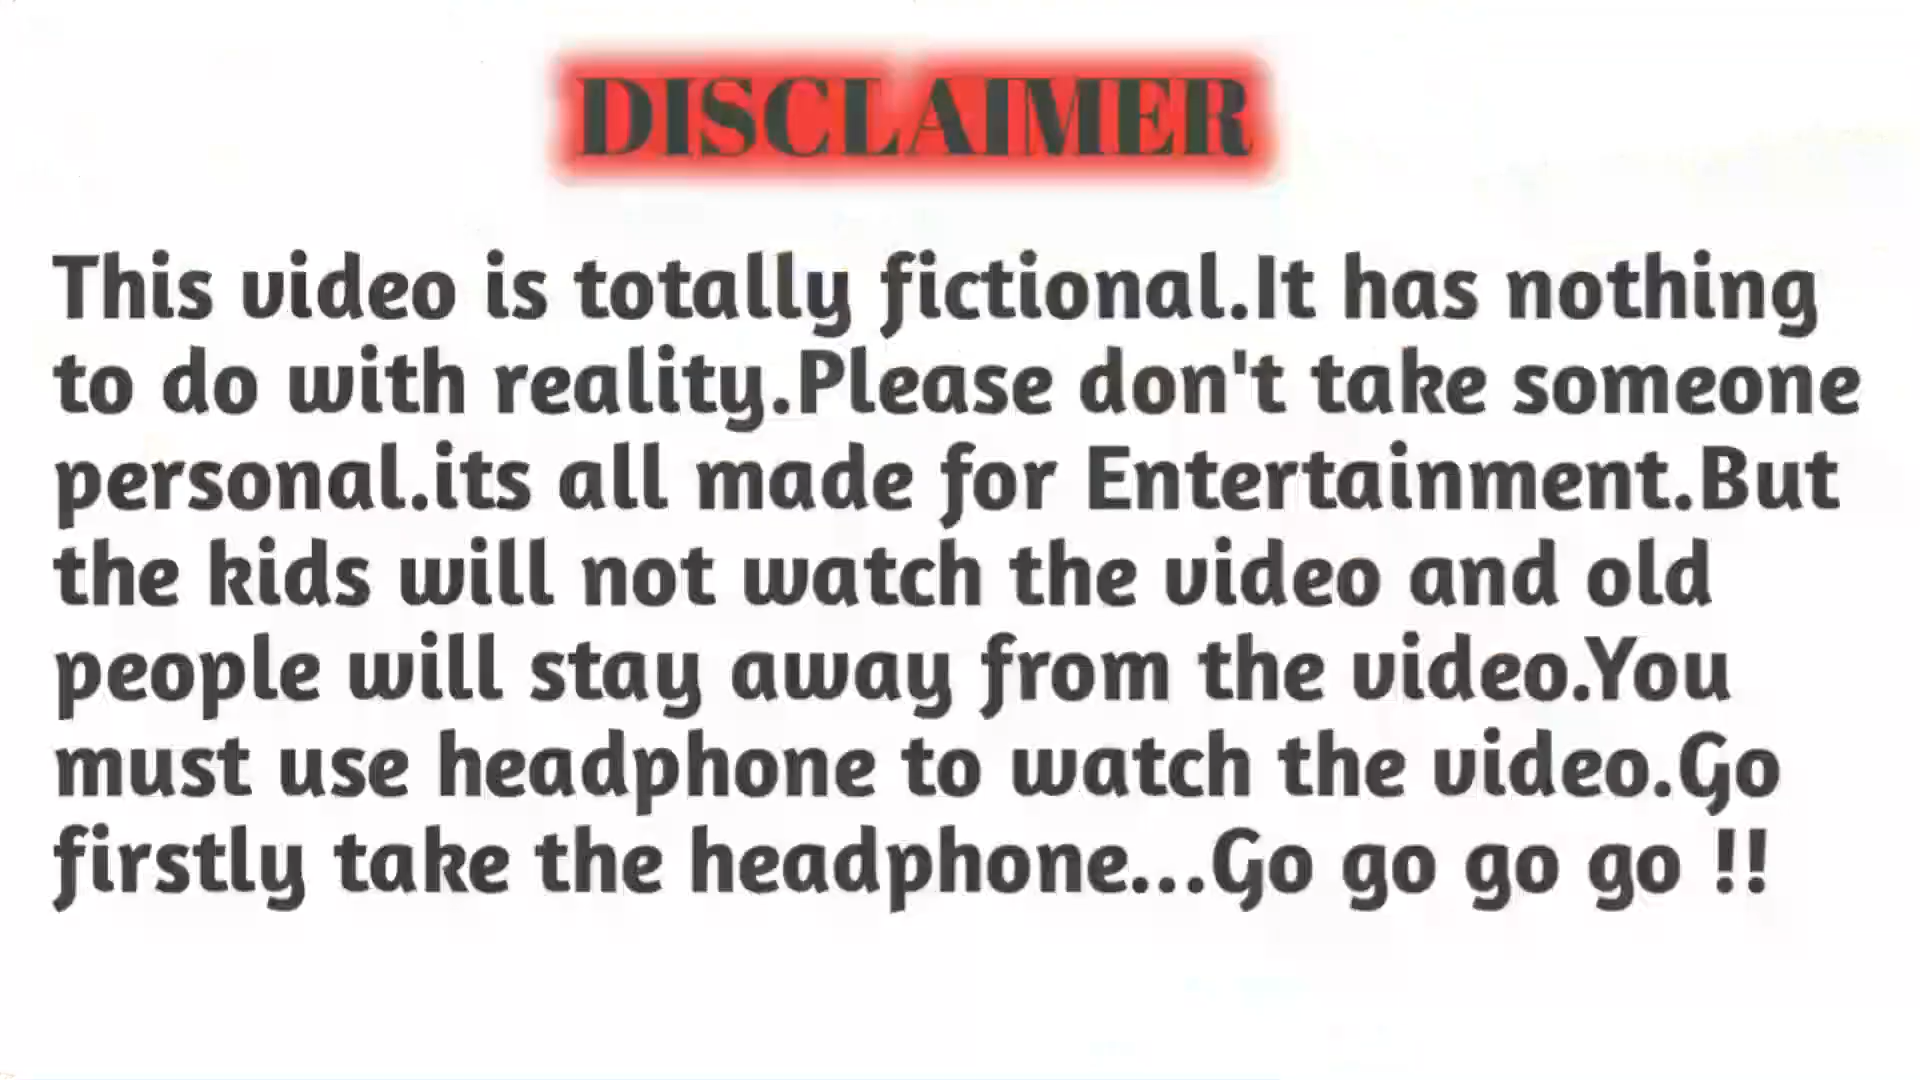 DISCLAIMER
This video is totally fictional.It has nothing
to do with reality.Please don't take someone
personal.its all made for Entertainment.But
the kids will not watch the video and old
people will stay away from the video.You
must use headphone to watch the video.Go
firstly take the headphone...Go go go go !!